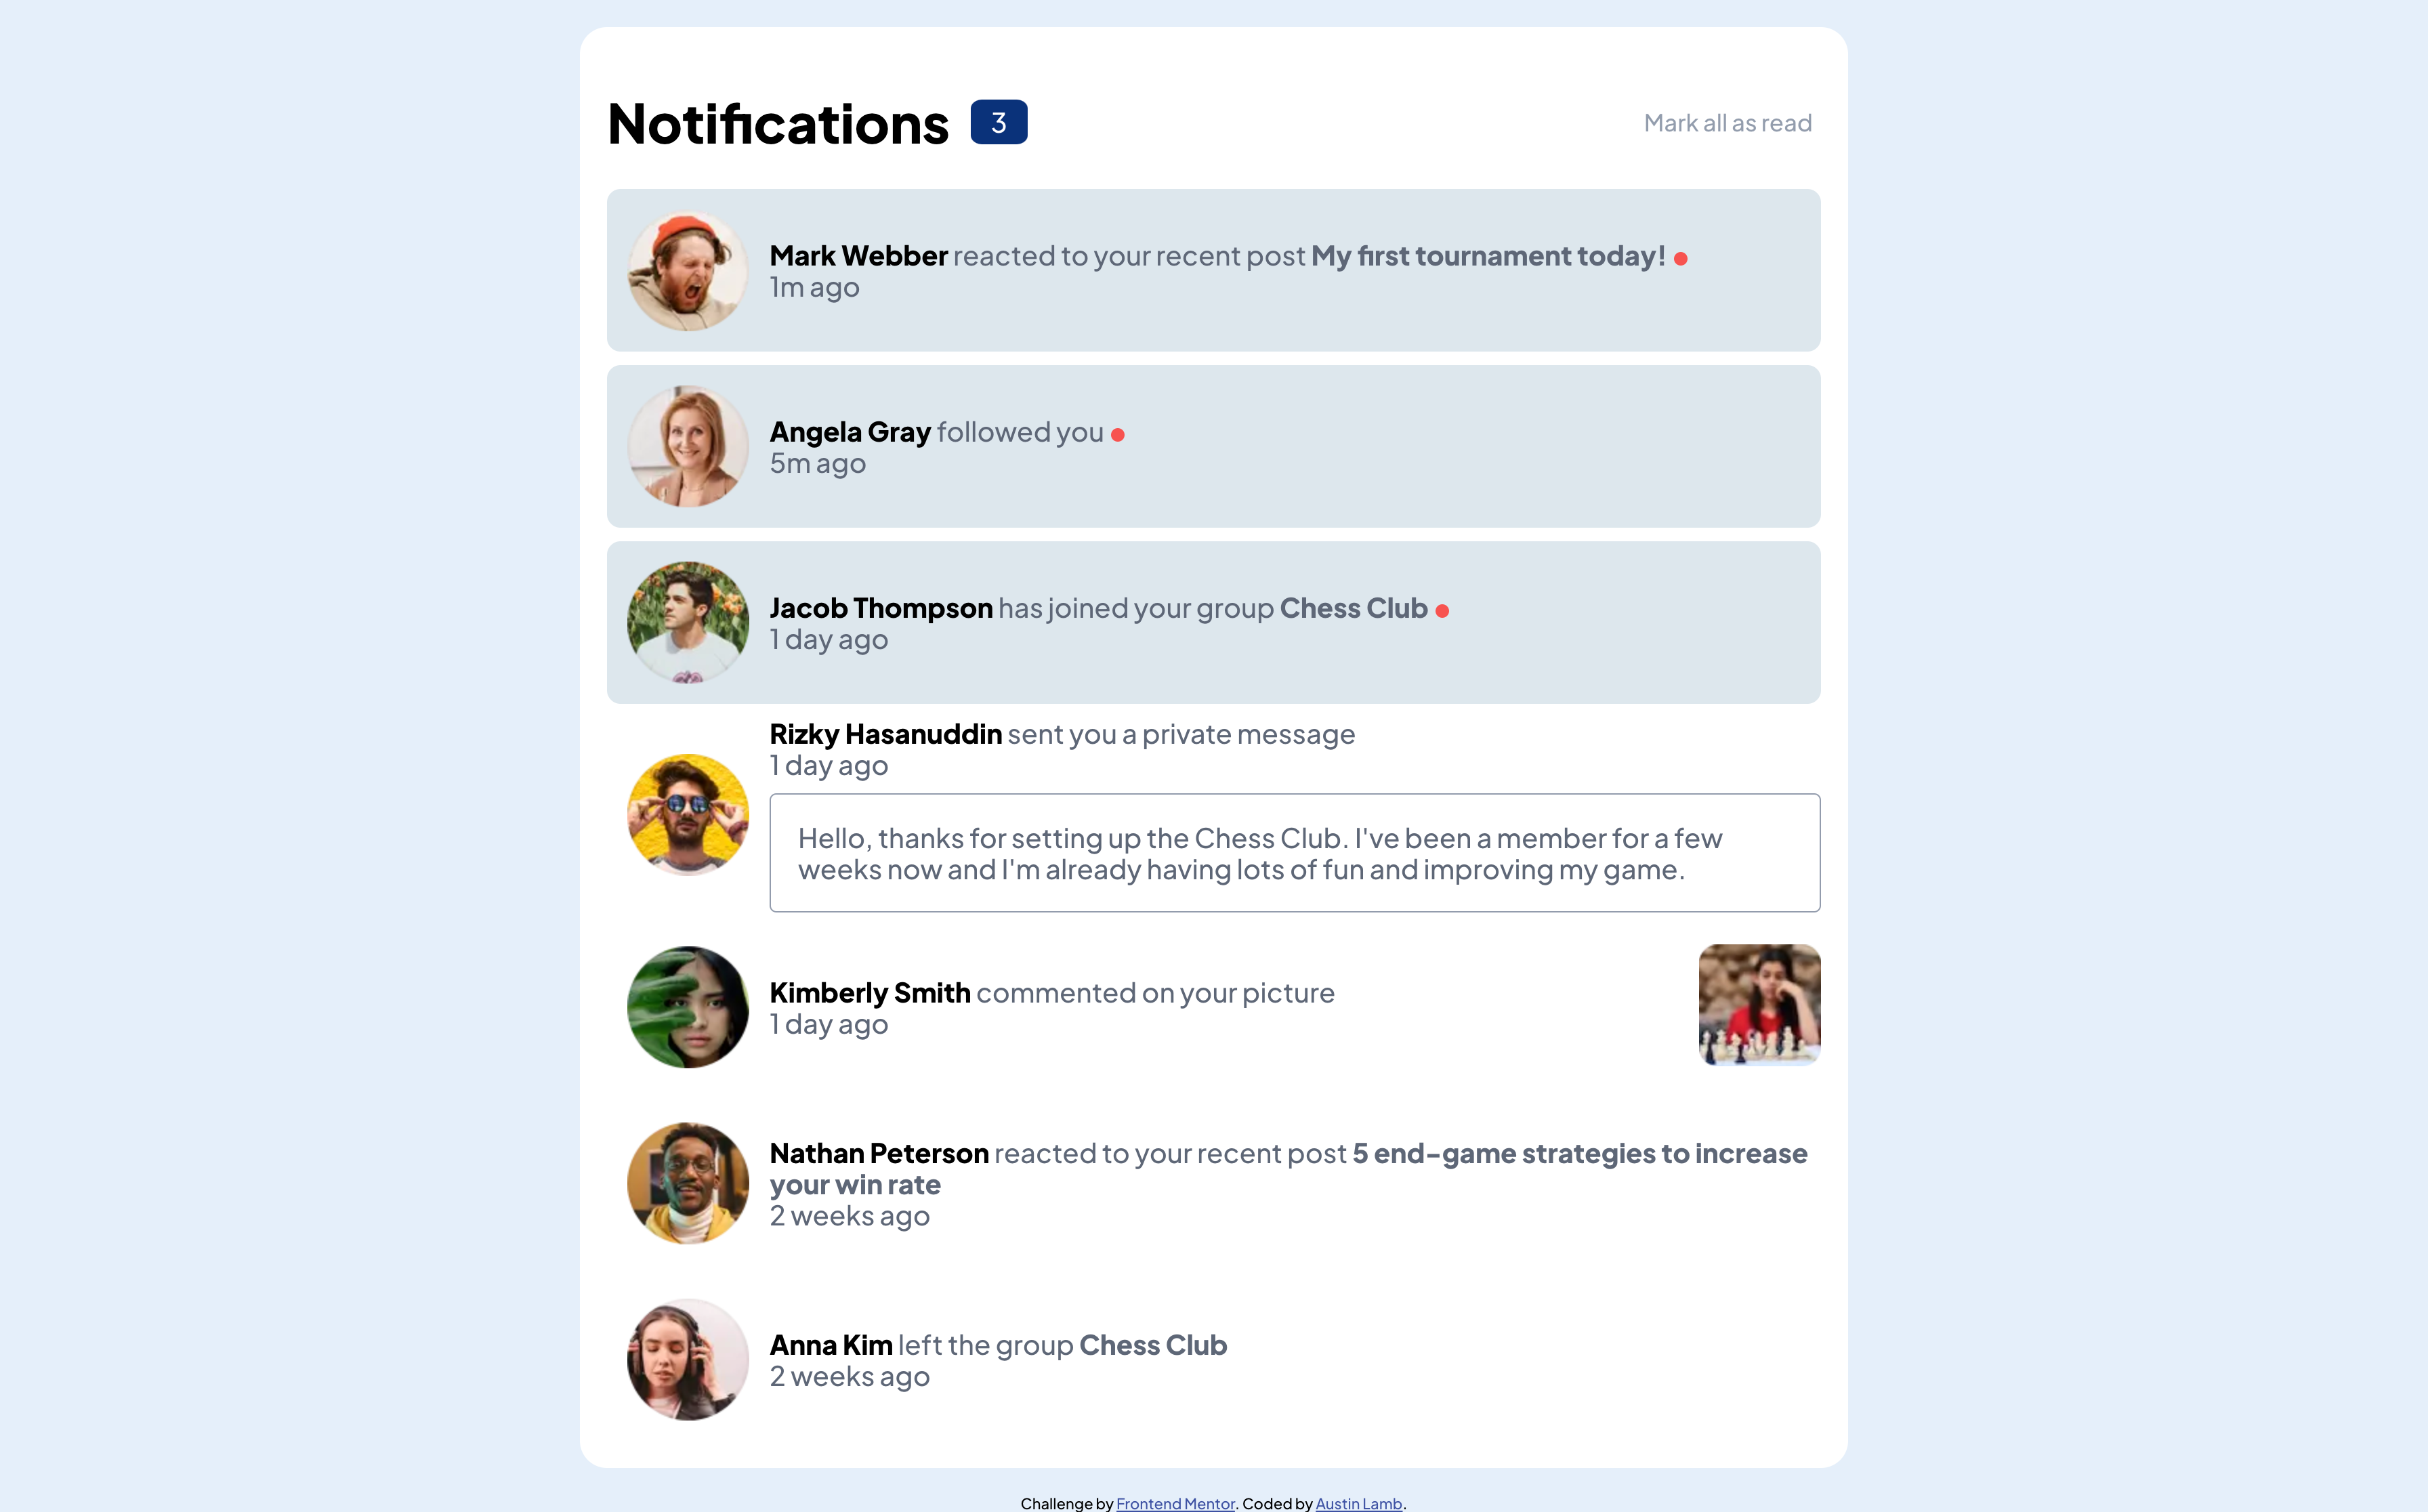 Notifications 3 Mark all as read
Mark Webber reacted to your recent post My first tournament today!
1m ago
Angela Gray followed you
5m ago
Jacob Thompson has joined your group Chess Club
1 day ago
Rizky Hasanuddin sent you a private message
1 day ago
Hello, thanks for setting up the Chess Club. I've been a member for a few
weeks now and I'm already having lots of fun and improving my game.
Kimberly Smith commented on your picture
1 day ago
Nathan Peterson reacted to your recent post 5 end-game strategies to increase
your win rate
2 weeks ago
Anna Kim left the group Chess Club
2 weeks ago
Challenge by Frontend Mentor. Coded by Austin Lamb.